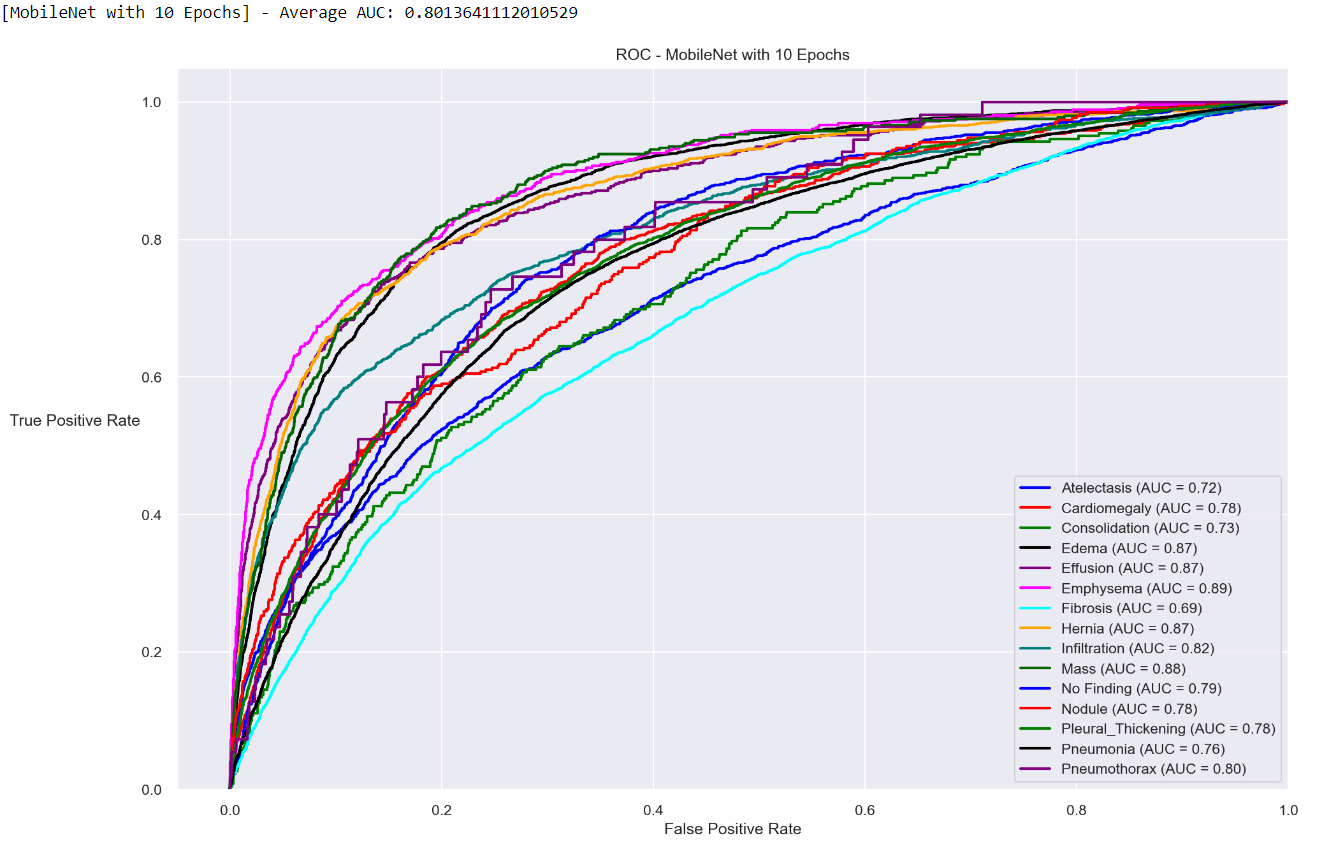 [MobileNet with 10 Epochs] - Average AUC: 0.8013641112010529
ROC - MobileNet with 10 Epochs
1.0
0.8
0.6
True Positive Rate
0.4
0.2
0.0
Atelectasis (AUC = 0.72)
Cardiomegaly (AUC = 0.78)
Consolidation (AUC = 0.73)
Edema (AUC = 0.87)
Effusion (AUC = 0.87)
Emphysema (AUC = 0.89)
Fibrosis (AUC = 0.69)
Hernia (AUC = 0.87)
Infiltration (AUC = 0.82)
Mass (AUC = 0.88)
No Finding (AUC = 0.79)
Nodule (AUC = 0.78)
Pleural_Thickening (AUC = 0.78)
Pneumonia (AUC = 0.76)
Pneumothorax (AUC = 0.80)
0.0 0.2 0.4 0.6 0.8 1.0
False Positive Rate